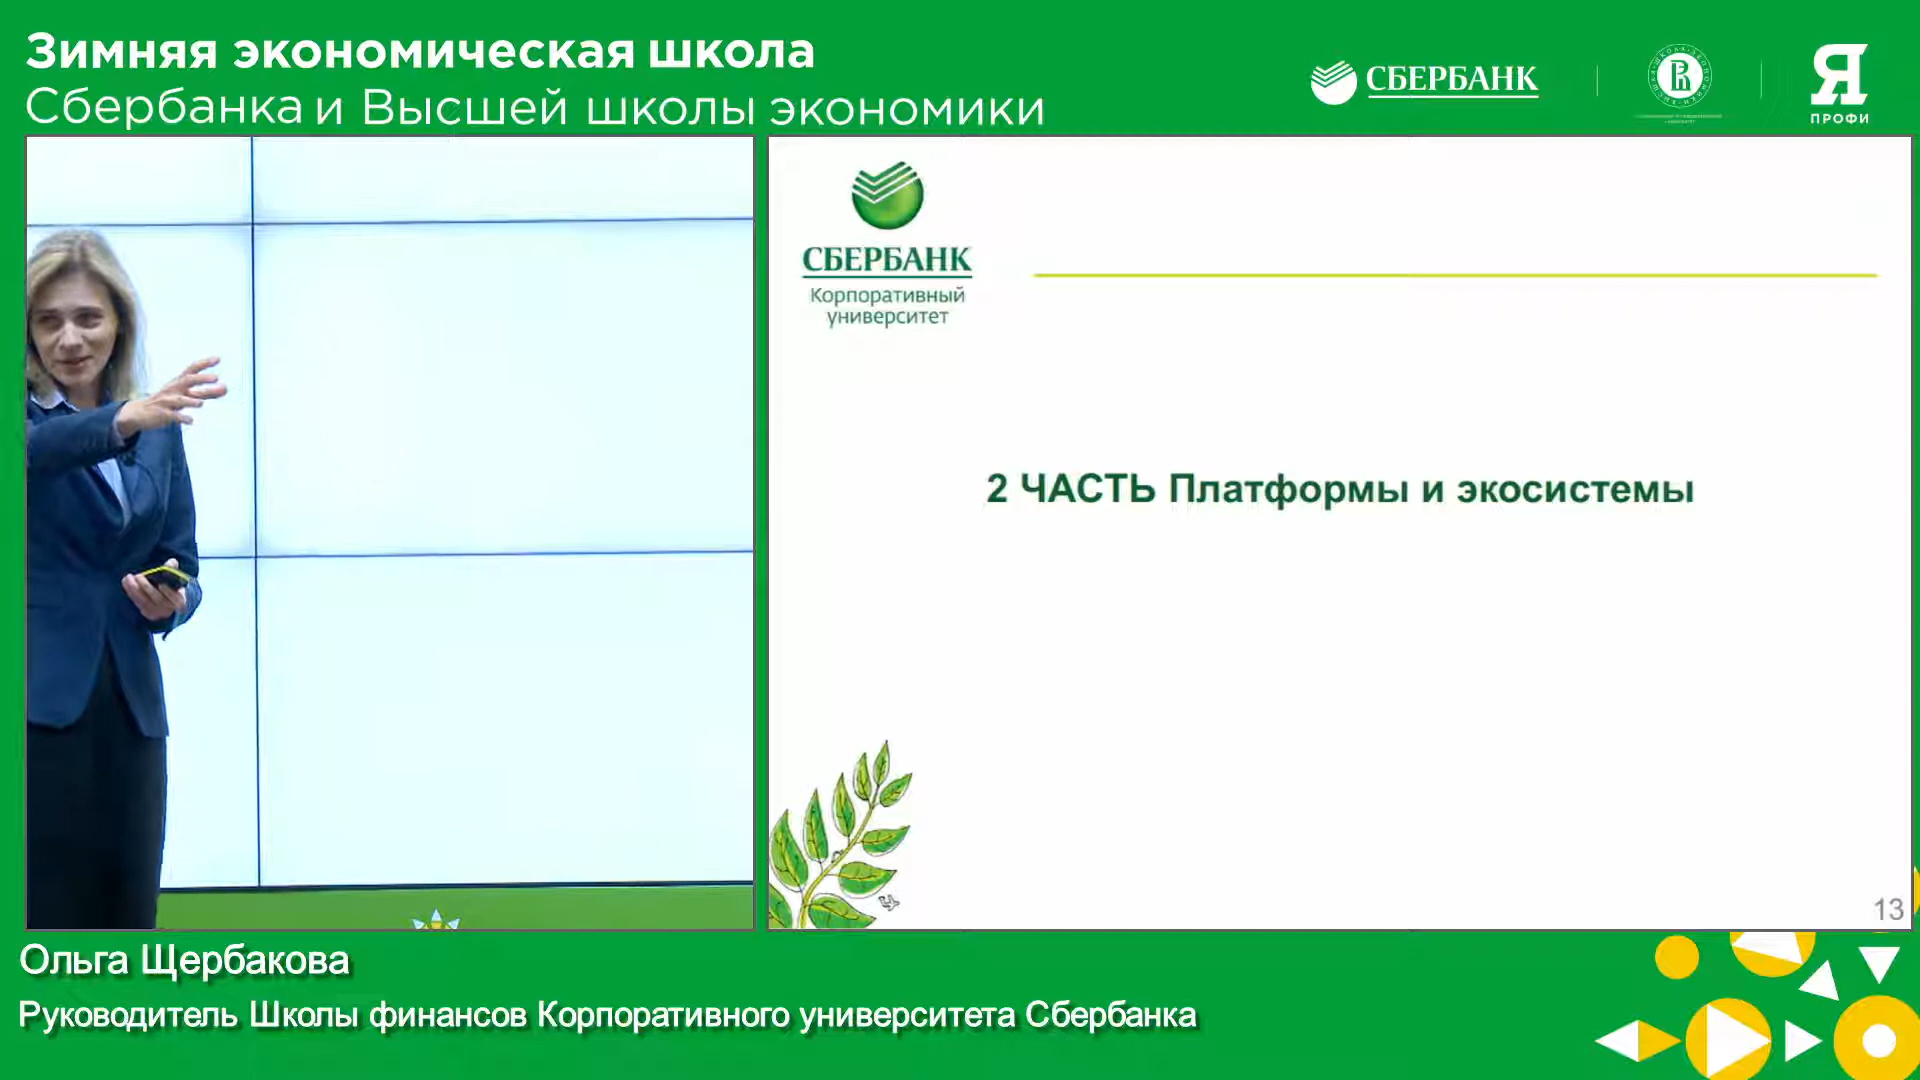 Зимняя экономическая школа
Сбербанка и Высшей школы экономики
СБЕРБАНК
Я
ПРОФИ
СБЕРБАНК
Корпоративный
университет
2 ЧАСТЬ Платформы и экосистемы
13
Ольга Щербакова
Руководитель Школы финансов Корпоративного университета Сбербанка